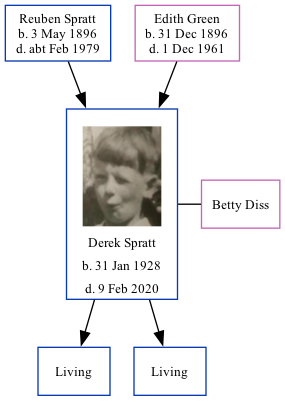 Reuben Spratt
b. 3 May 1896
d. abt Feb 1979
Edith Green
b. 31 Dec 1896
d. 1 Dec 1961
Derek Spratt
b. 31 Jan 1928
d. 9 Feb 2020
Betty Diss
Living
Living